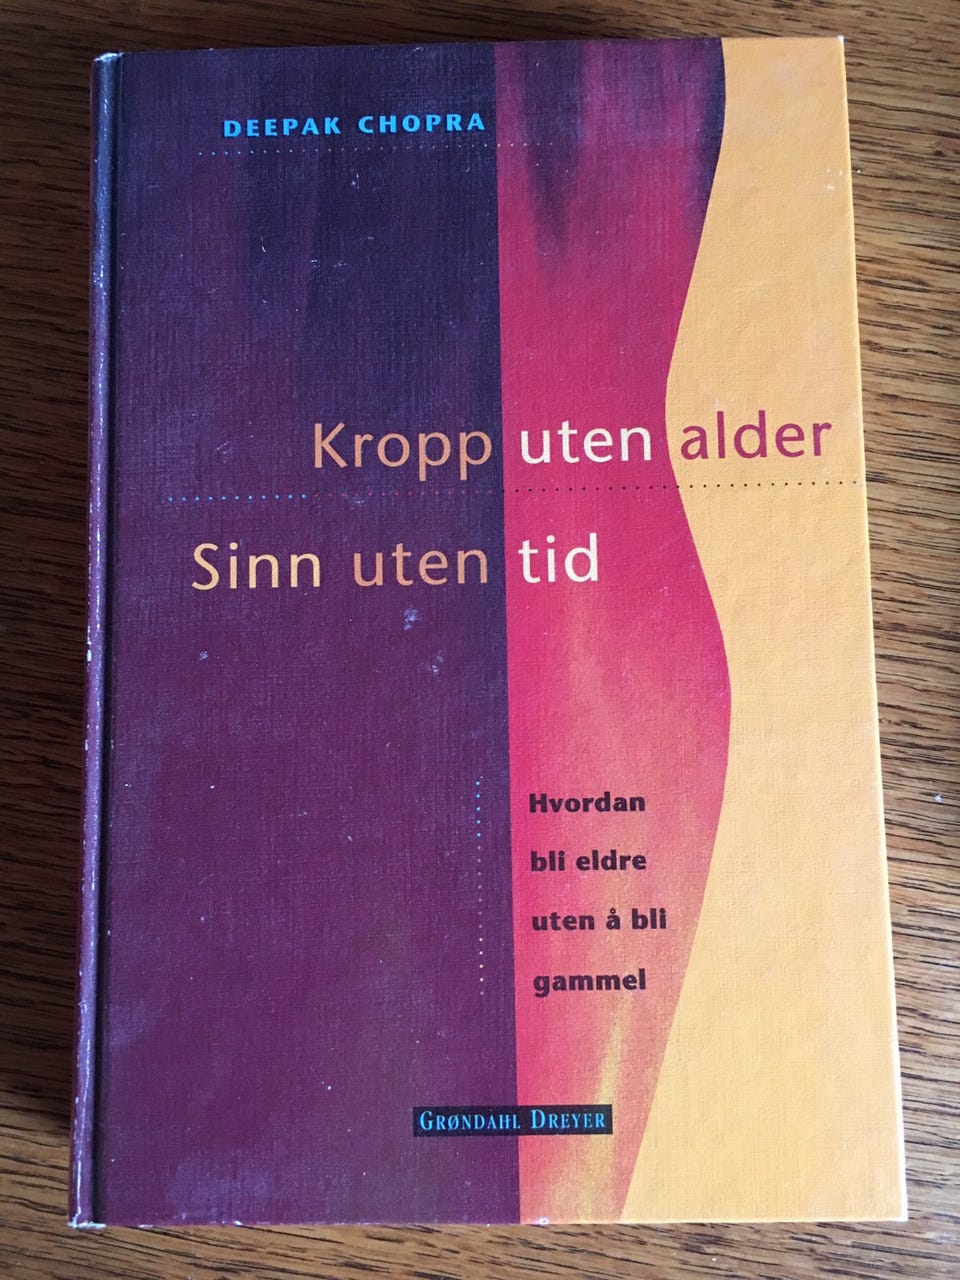 DEEPAK CHOPRA
Kropp uten alder
Sinn uten tid
Hvordan
bli eldre
uten å bli
gammel
GRØNDAHL DREYER